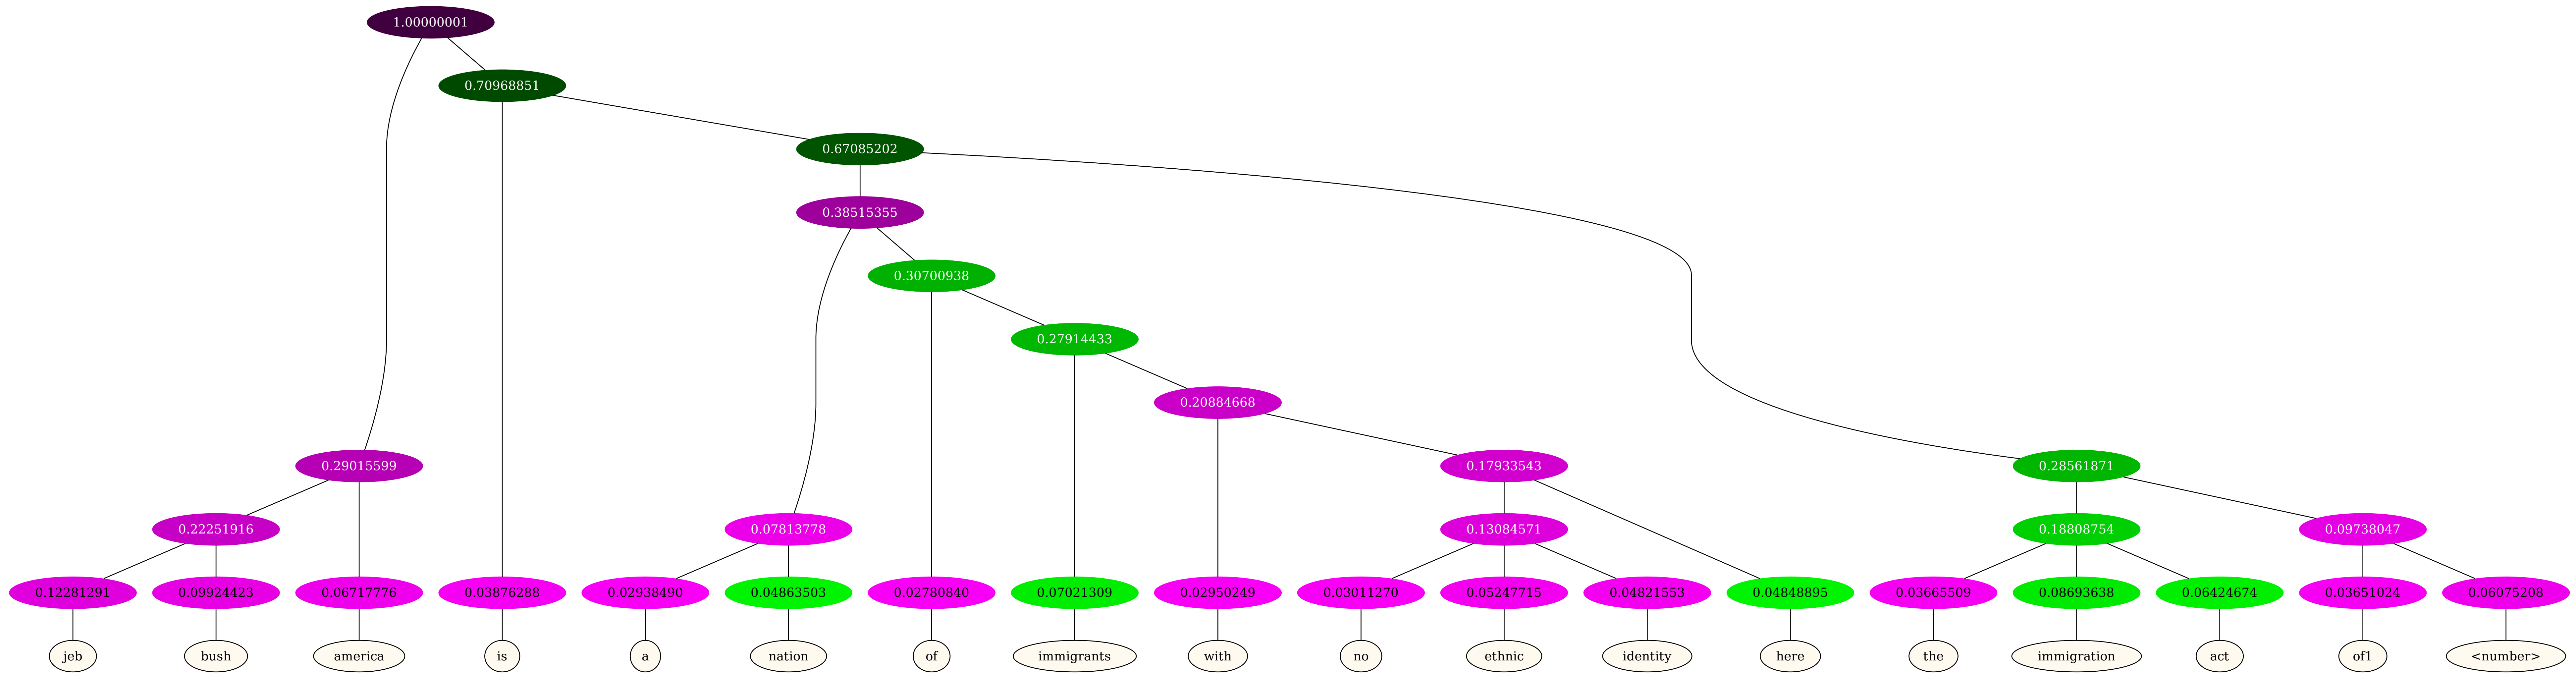 1.00000001
0.70968851
0.67085202
0.38515355
0.30700938
0.27914433
0.20884668
0.29015599 0.17933543 0.28561871
0.22251916 0.07813778 0.13084571 0.18808754 0.09738047
0.12281291 0.09924423 0.06717776 0.03876288 0.02938490 0.04863503 0.02780840 0.07021309 0.02950249 0.03011270 0.05247715 0.04821553 0.04848895 0.03665509 0.08693638 0.06424674 0.03651024 0.06075208
jeb bush america is a nation of immigrants with no ethnic identity here the immigration act of1 <number>